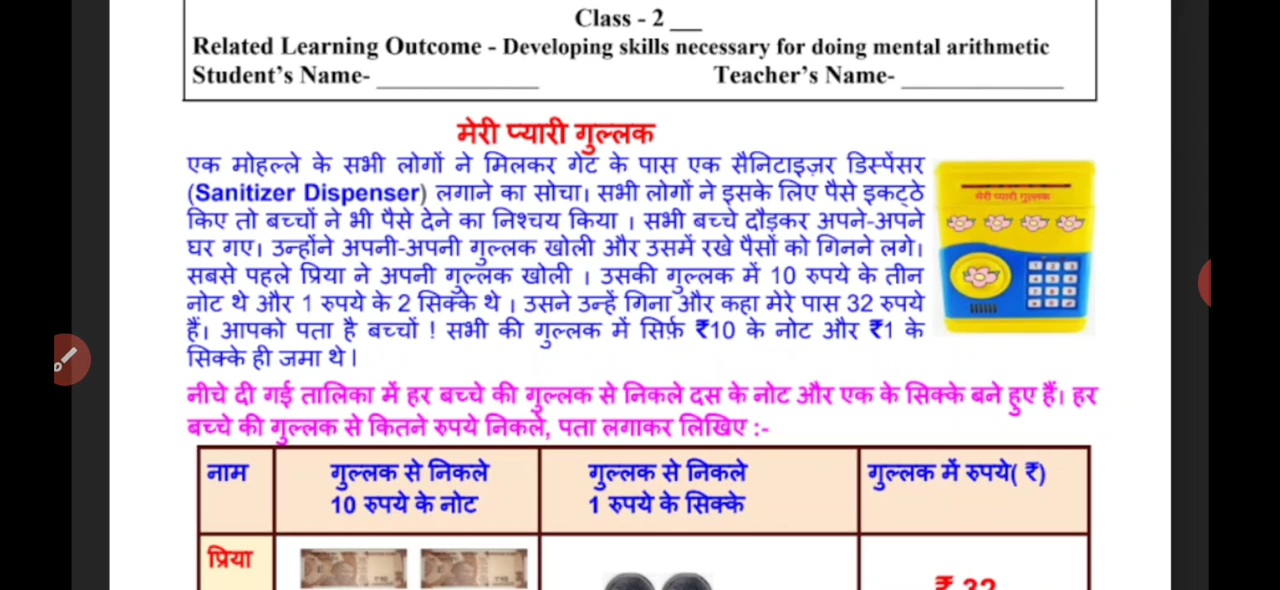 Class - 2 __
Related Learning Outcome - Developing skills necessary for doing mental arithmetic
Student’s Name- ______________ Teacher’s Name- ______________
मेरी प्यारी गुल्लक
एक मोहल्ले के सभी लोगों ने मिलकर गेट के पास एक सैनिटाइज़र डिस्पेंसर
(Sanitizer Dispenser) लगाने का सोचा। सभी लोगों ने इसके लिए पैसे इकट्ठे
किए तो बच्चों ने भी पैसे देने का निश्चय किया । सभी बच्चे दौड़कर अपने-अपने
घर गए। उन्होंने अपनी-अपनी गुल्लक खोली और उसमें रखे पैसों को गिनने लगे।
सबसे पहले प्रिया ने अपनी गुल्लक खोली । उसकी गुल्लक में 10 रुपये के तीन
नोट थे और 1 रुपये के 2 सिक्के थे । उसने उन्हें गिना और कहा मेरे पास 32 रुपये
हैं। आपको पता है बच्चों ! सभी की गुल्लक में सिर्फ़ ₹10 के नोट और ₹1 के
सिक्के ही जमा थे।
मेरी प्यारी गुल्लक
नीचे दी गई तालिका में हर बच्चे की गुल्लक से निकले दस के नोट और एक के सिक्के बने हुए हैं। हर
बच्चे की गुल्लक से कितने रुपये निकले, पता लगाकर लिखिए :-
नाम
गुल्लक से निकले
10 रुपये के नोट
गुल्लक से निकले
1 रुपये के सिक्के
गुल्लक में रुपये( ₹)
प्रिया
₹ 32